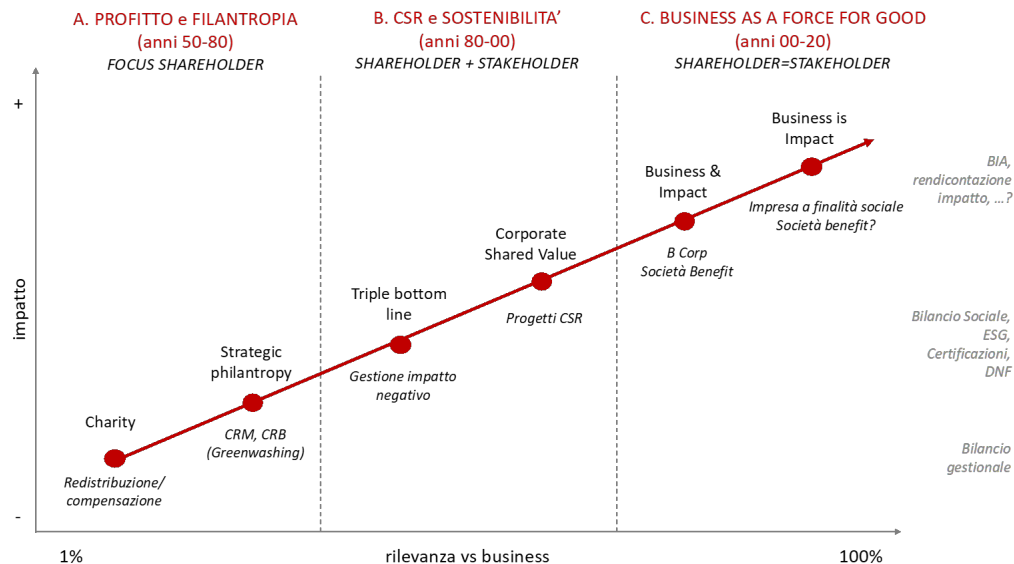 A. PROFITTO e FILANTROPIA
(anni 50-80)
FOCUS SHAREHOLDER
B. CSR e SOSTENIBILITA’
(anni 80-00)
SHAREHOLDER + STAKEHOLDER
C. BUSINESS AS A FORCE FOR GOOD
(anni 00-20)
SHAREHOLDER=STAKEHOLDER
+
impatto
-
Charity
Redistribuzione/
compensazione
Strategic
philantropy
CRM, CRB
(Greenwashing)
Triple bottom
line
Gestione impatto
negativo
Corporate
Shared Value
Progetti CSR
Business &
Impact
B Corp
Società Benefit
Business is
Impact
Impresa a finalità sociale
Società benefit?
BIA,
rendicontazione
impatto, ...?
Bilancio Sociale,
ESG,
Certificazioni,
DNF
Bilancio
gestionale
1%
rilevanza vs business
100%